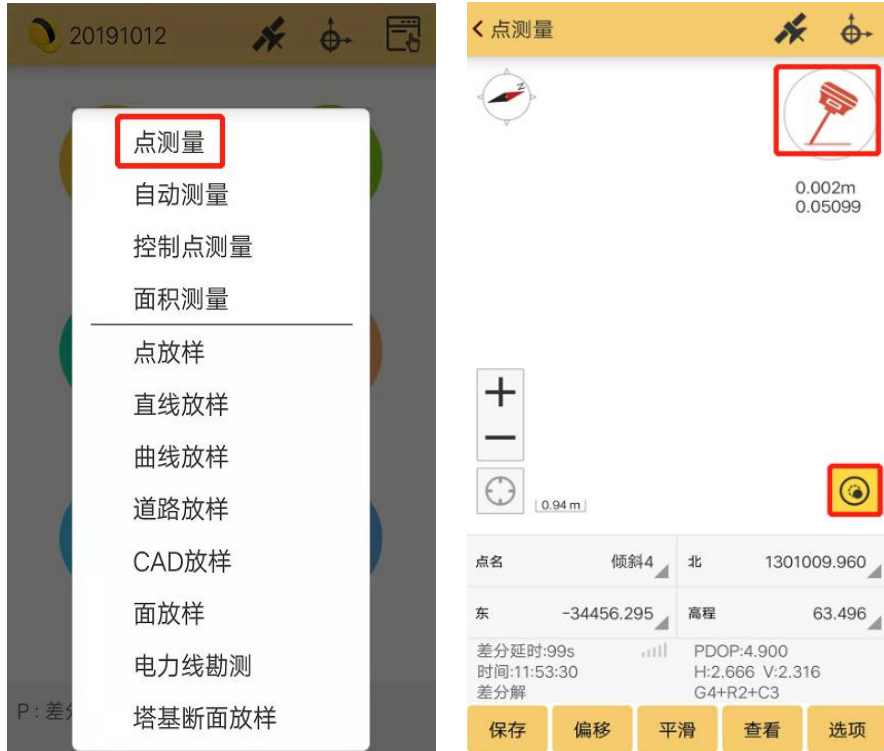 20191012
点测量
自动测量
控制点测量
面积测量
点放样
直线放样
曲线放样
道路放样
CAD放样
面放样
电力线勘测
塔基断面放样
P : 差分
点测量
N
0.002m
0.05099
0.94 m
点名 倾斜4 北 1301009.960
东 -34456.295 高程 63.496
差分延时:99s PDOP:4.900
时间:11:53:30 H:2.666 V:2.316
差分解 G4+R2+C3
保存 偏移 平滑 查看 选项